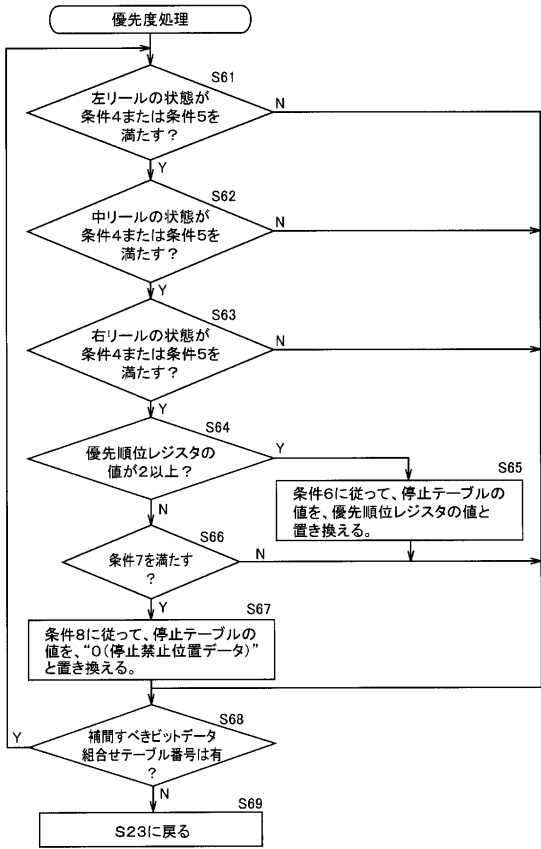 優先度処理
S61
左リールの状態が
条件4または条件5を
満たす?
N
Y
S62
中リールの状態が
条件4または条件5を
満たす?
N
Y
S63
右リールの状態が
条件4または条件5を
満たす?
N
Y
S64
優先順位レジスタの
値が2以上?
Y
N
S65
条件6に従って、停止テーブルの
値を、優先順位レジスタの値と
置き換える。
S66
条件7を満たす
?
N
Y
S67
条件8に従って、停止テーブルの
値を、“0(停止禁止位置データ)”
と置き換える。
S68
補間すべきビットデータ
組合せテーブル番号は有
?
Y
N
S69
S23に戻る